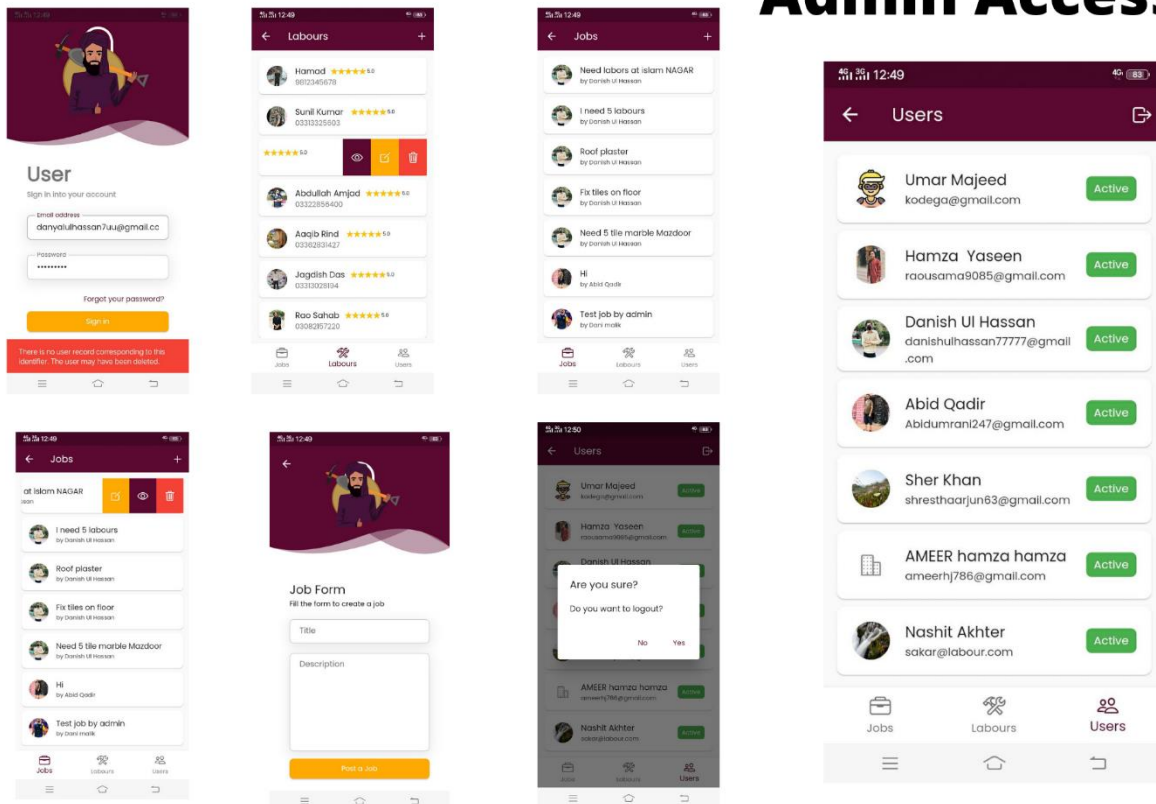 Admin Access
12:49
User
Sign in into your account
Email address
danyalulhassan7uu@gmail.cc
Password
•••••••••
Forgot your password?
Sign in
There is no user record corresponding to this
identifier. The user may have been deleted.
12:49
Labours
Hamad ★★★★★ 5.0
9612345678
Sunil Kumar ★★★★★ 5.0
03313325603
★★★★★ 5.0
Abdullah Amjad ★★★★★ 5.0
03322856400
Aaqib Rind ★★★★★ 5.0
03362831427
Jagdish Das ★★★★★ 5.0
03313028194
Rao Sahab ★★★★★ 5.0
03082157220
Jobs Labours Users
12:49
Jobs
Need labors at islam NAGAR
by Danish Ul Hassan
I need 5 labours
by Danish Ul Hassan
Roof plaster
by Danish Ul Hassan
Fix tiles on floor
by Danish Ul Hassan
Need 5 tile marble Mazdoor
by Danish Ul Hassan
Hi
by Abid Qadir
Test job by admin
by Dani malik
Jobs Labours Users
4G 3G 12:49 4G 83
Users
Umar Majeed
kodega@gmail.com
Active
Hamza Yaseen
raousama9085@gmail.com
Active
Danish Ul Hassan
danishulhassan77777@gmail
.com
Active
Abid Qadir
Abidumrani247@gmail.com
Active
Sher Khan
shresthaarjun63@gmail.com
Active
AMEER hamza hamza
ameerhj786@gmail.com
Active
Nashit Akhter
sakar@labour.com
Active
Jobs Labours Users
12:49
Jobs
at Islam NAGAR
I need 5 labours
by Danish Ul Hassan
Roof plaster
by Danish Ul Hassan
Fix tiles on floor
by Danish Ul Hassan
Need 5 tile marble Mazdoor
by Danish Ul Hassan
Hi
by Abid Qadir
Test job by admin
by Dani malik
Jobs Labours Users
12:49
Job Form
Fill the form to create a job
Title
Description
Post a Job
12:50
Users
Umar Majeed
kodega@gmail.com
Active
Hamza Yaseen
raousama9085@gmail.com
Active
Danish Ul Hassan
Are you sure?
Do you want to logout?
No Yes
AMEER hamza hamza
ameerhj786@gmail.com
Active
Nashit Akhter
sakar@labour.com
Active
Jobs Labours Users